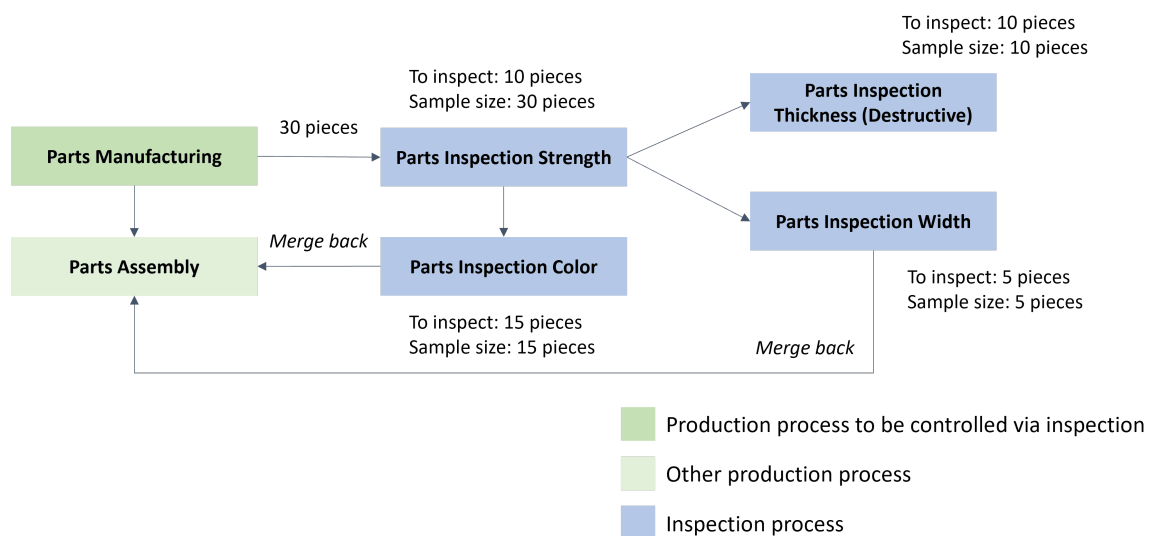 To inspect: 10 pieces
Sample size: 10 pieces
To inspect: 10 pieces
Sample size: 30 pieces
Parts Inspection
Thickness (Destructive)
30 pieces
Parts Manufacturing
Parts Inspection Strength
Parts Inspection Width
Merge back
Parts Assembly
Parts Inspection Color
To inspect: 5 pieces
Sample size: 5 pieces
To inspect: 15 pieces
Sample size: 15 pieces
Merge back
Production process to be controlled via inspection
Other production process
Inspection process